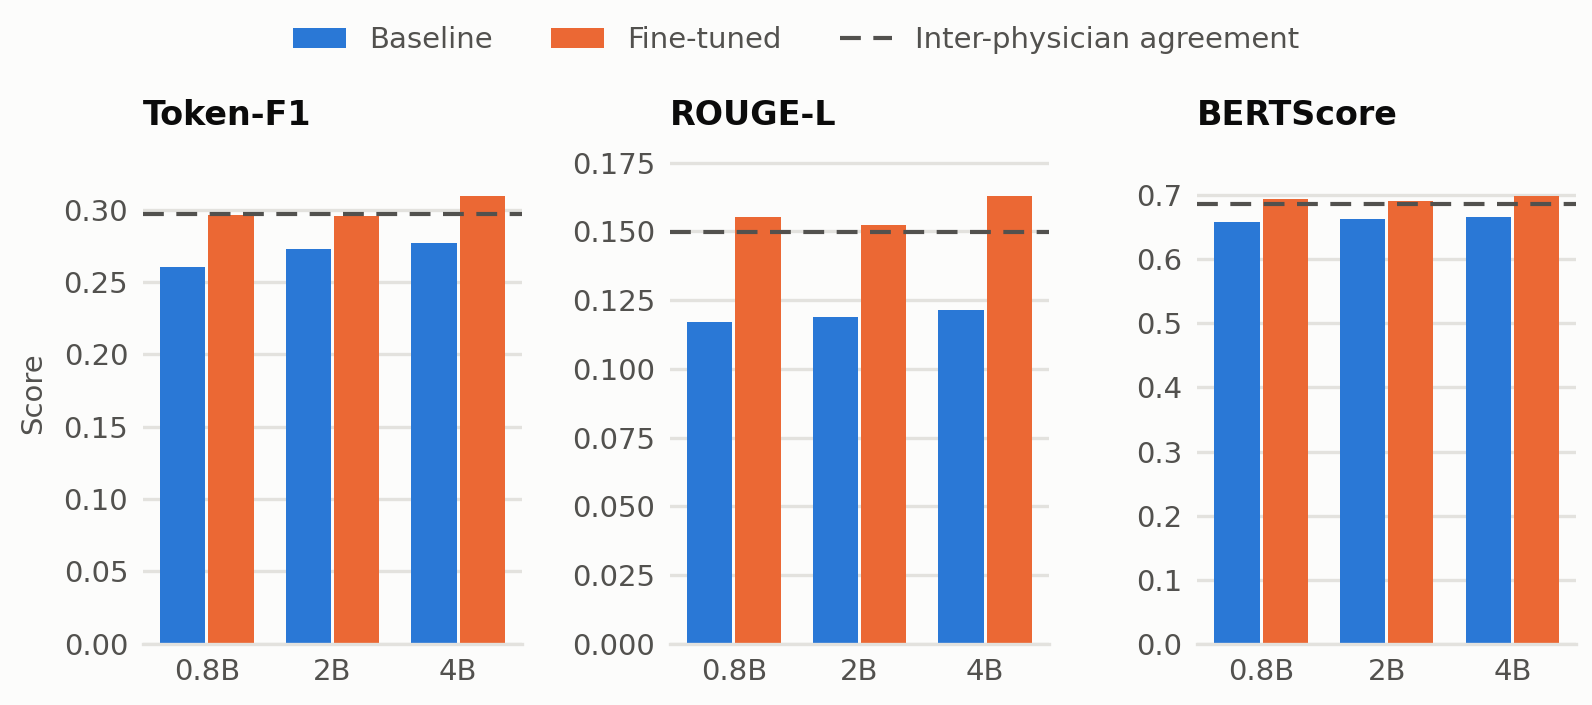 Baseline Fine-tuned Inter-physician agreement
Token-F1
Score
0.30
0.25
0.20
0.15
0.10
0.05
0.00
0.8B 2B 4B
ROUGE-L
0.175
0.150
0.125
0.100
0.075
0.050
0.025
0.000
0.8B 2B 4B
BERTScore
0.7
0.6
0.5
0.4
0.3
0.2
0.1
0.0
0.8B 2B 4B